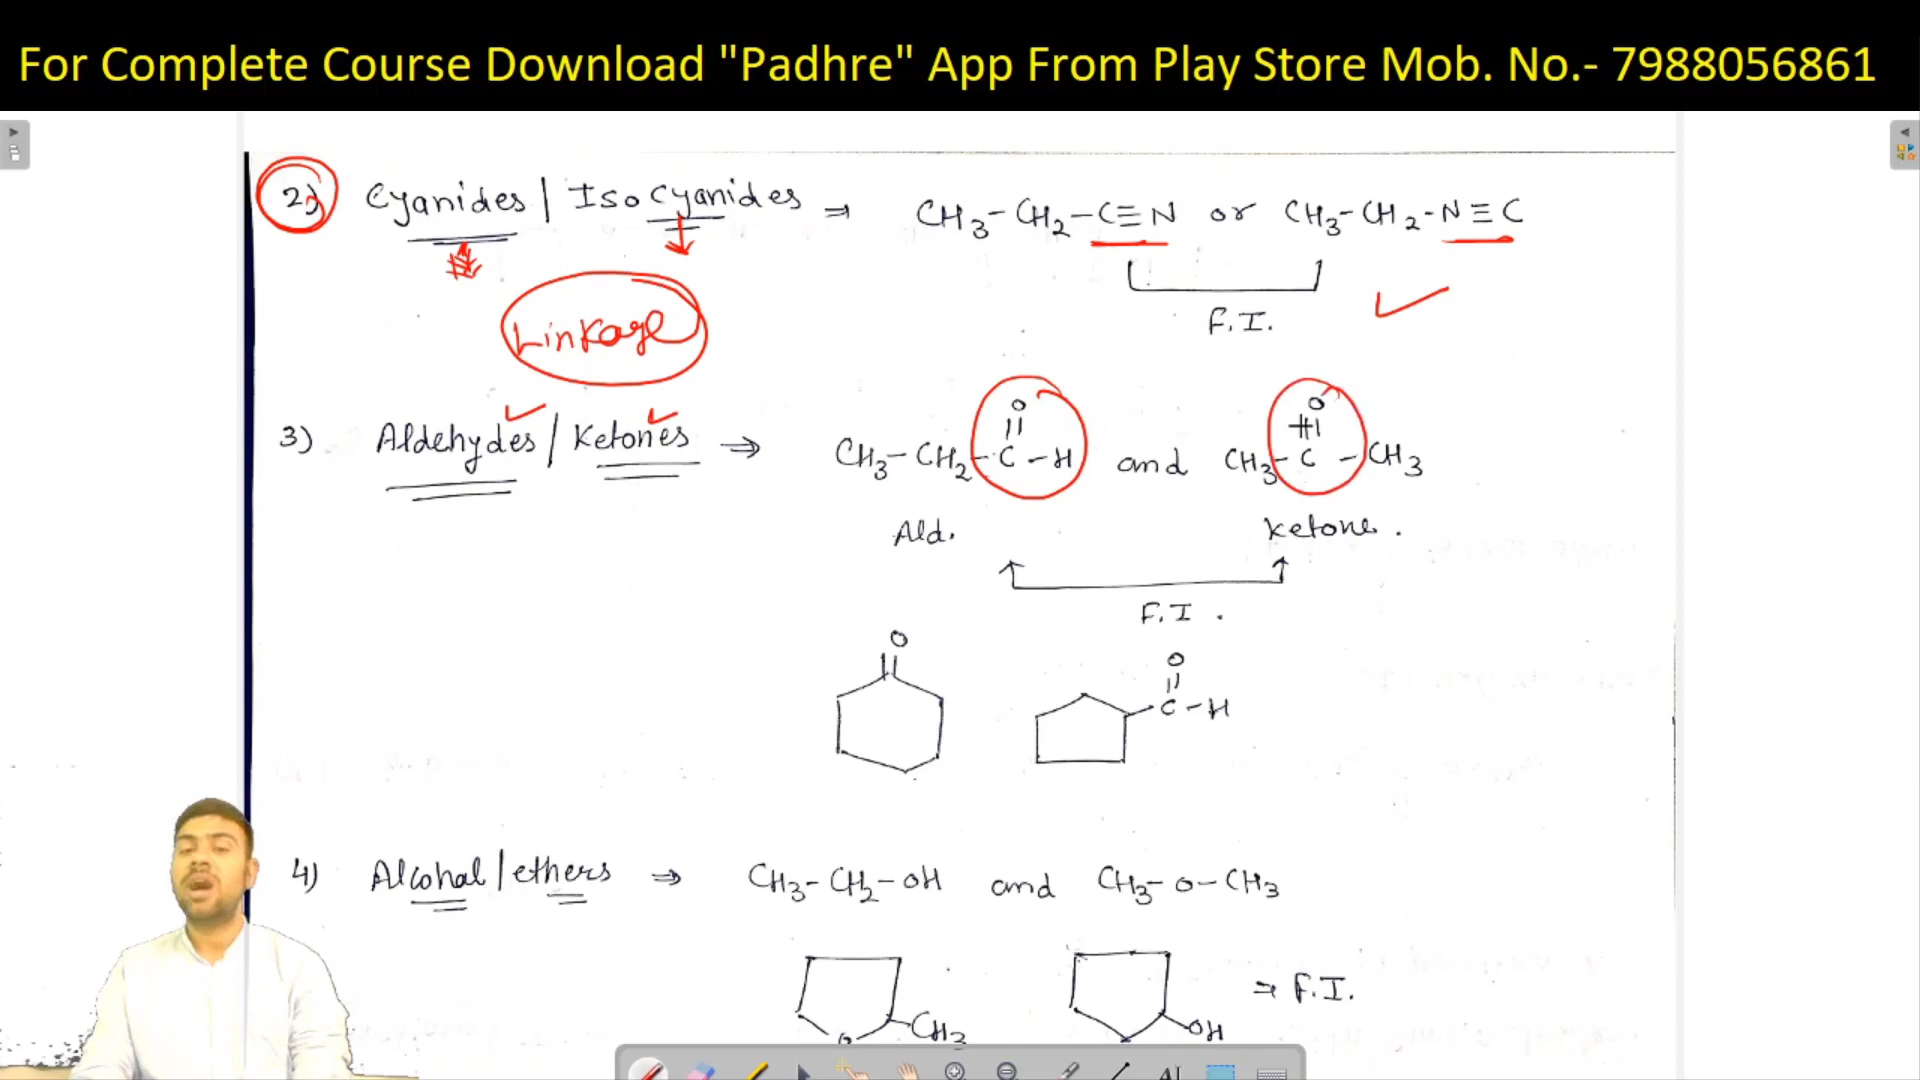 For Complete Course Download "Padhre" App From Play Store Mob. No.- 7988056861
2) Cyanides / Isocyanides ⇒ CH₃-CH₂-C≡N or CH₃-CH₂-N≡C
F.I.
Linkage
3) Aldehydes / Ketones ⇒ CH₃-CH₂-C-H and CH₃-C-CH₃
O O
Ald. Ketone.
F.I.
O O
C-H
4) Alcohal / ethers ⇒ CH₃-CH₂-OH and CH₃-O-CH₃
⇒ F.I.
O CH₃ OH